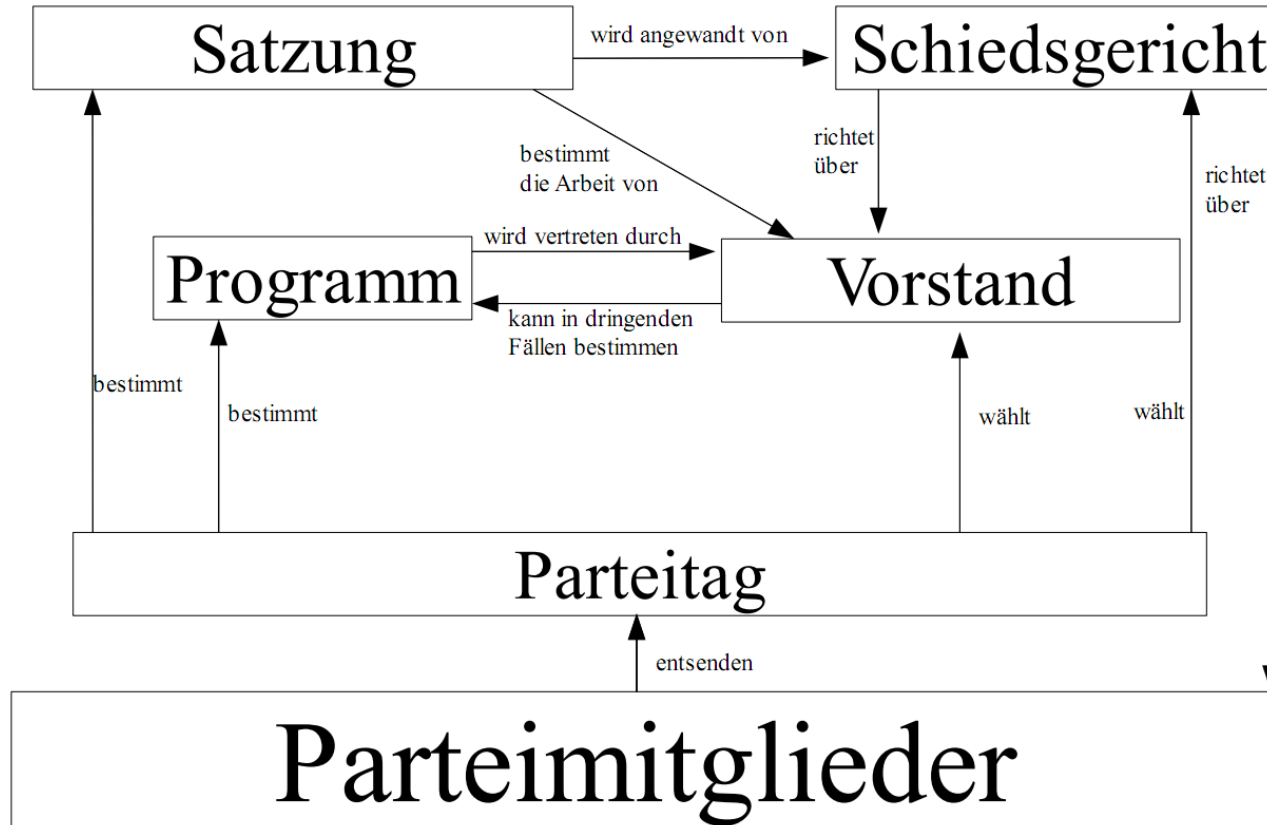 Satzung
wird angewandt von
Schiedsgericht
bestimmt
die Arbeit von
richtet
über
richtet
über
Programm
wird vertreten durch
Vorstand
kann in dringenden
Fällen bestimmen
bestimmt
bestimmt
wählt
wählt
Parteitag
entsenden
Parteimitglieder